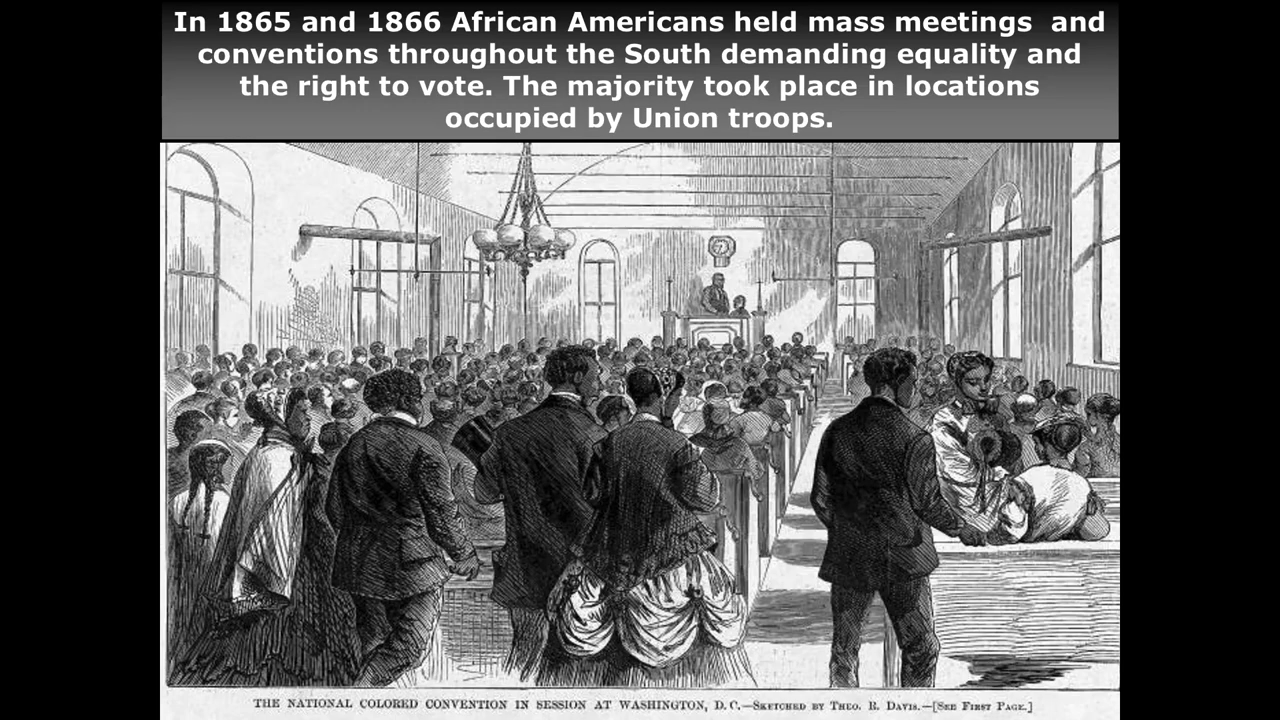 In 1865 and 1866 African Americans held mass meetings  and
conventions throughout the South demanding equality and
the right to vote. The majority took place in locations
occupied by Union troops.
THE NATIONAL COLORED CONVENTION IN SESSION AT WASHINGTON, D. C.—Sketched by Theo. R. Davis.—[See First Page.]